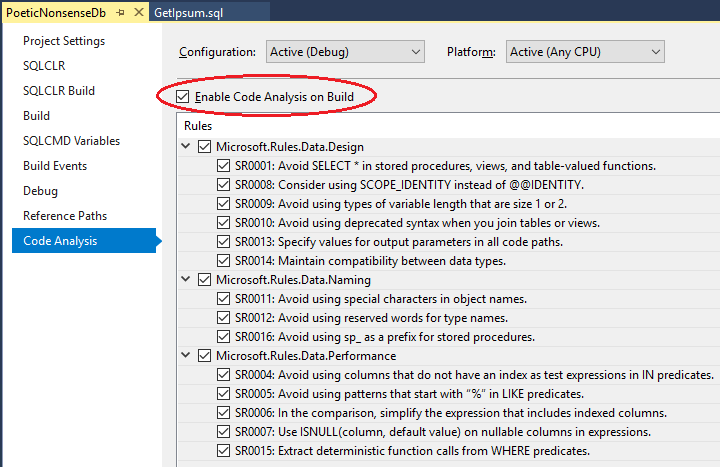 PoeticNonsenseDb GetIpsum.sql
Project Settings
SQLCLR
SQLCLR Build
Build
SQLCMD Variables
Build Events
Debug
Reference Paths
Code Analysis
Configuration: Active (Debug) Platform: Active (Any CPU)
Enable Code Analysis on Build
Rules
Microsoft.Rules.Data.Design
SR0001: Avoid SELECT * in stored procedures, views, and table-valued functions.
SR0008: Consider using SCOPE_IDENTITY instead of @@IDENTITY.
SR0009: Avoid using types of variable length that are size 1 or 2.
SR0010: Avoid using deprecated syntax when you join tables or views.
SR0013: Specify values for output parameters in all code paths.
SR0014: Maintain compatibility between data types.
Microsoft.Rules.Data.Naming
SR0011: Avoid using special characters in object names.
SR0012: Avoid using reserved words for type names.
SR0016: Avoid using sp_ as a prefix for stored procedures.
Microsoft.Rules.Data.Performance
SR0004: Avoid using columns that do not have an index as test expressions in IN predicates.
SR0005: Avoid using patterns that start with “%” in LIKE predicates.
SR0006: In the comparison, simplify the expression that includes indexed columns.
SR0007: Use ISNULL(column, default value) on nullable columns in expressions.
SR0015: Extract deterministic function calls from WHERE predicates.